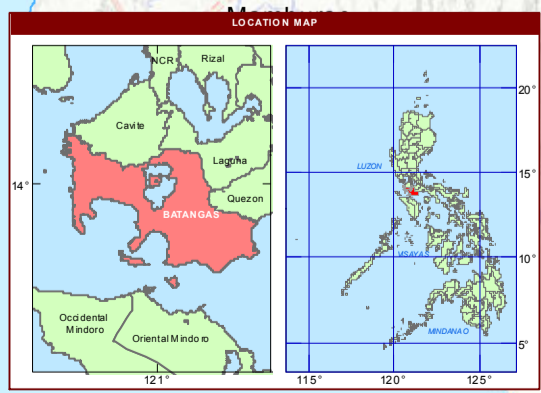 Mamburao
LOCATION MAP
NCR
Rizal
Cavite
Laguna
14°
Quezon
BATANGAS
Occidental
Mindoro
Oriental Mindoro
121°
20°
LUZON
15°
VISAYAS
10°
MINDANAO
5°
115°
120°
125°